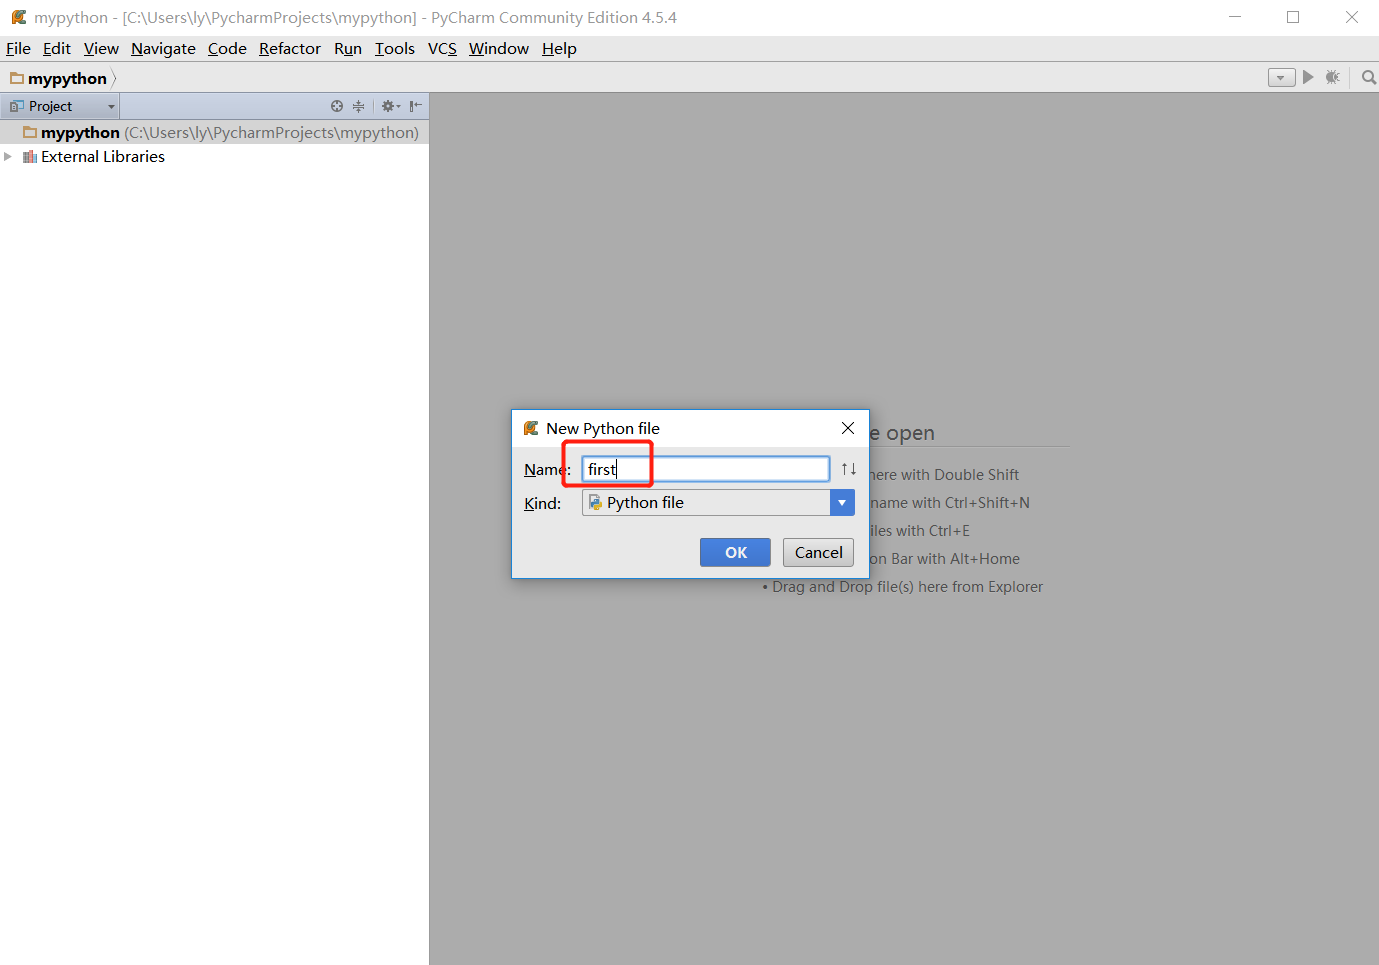 mypython - [C:\Users\ly\PycharmProjects\mypython] - PyCharm Community Edition 4.5.4
File Edit View Navigate Code Refactor Run Tools VCS Window Help
mypython
Project
mypython (C:\Users\ly\PycharmProjects\mypython)
External Libraries
New Python file
Name: first
Kind: Python file
OK Cancel
open
here with Double Shift
name with Ctrl+Shift+N
with Ctrl+E
Bar with Alt+Home
• Drag and Drop file(s) here from Explorer